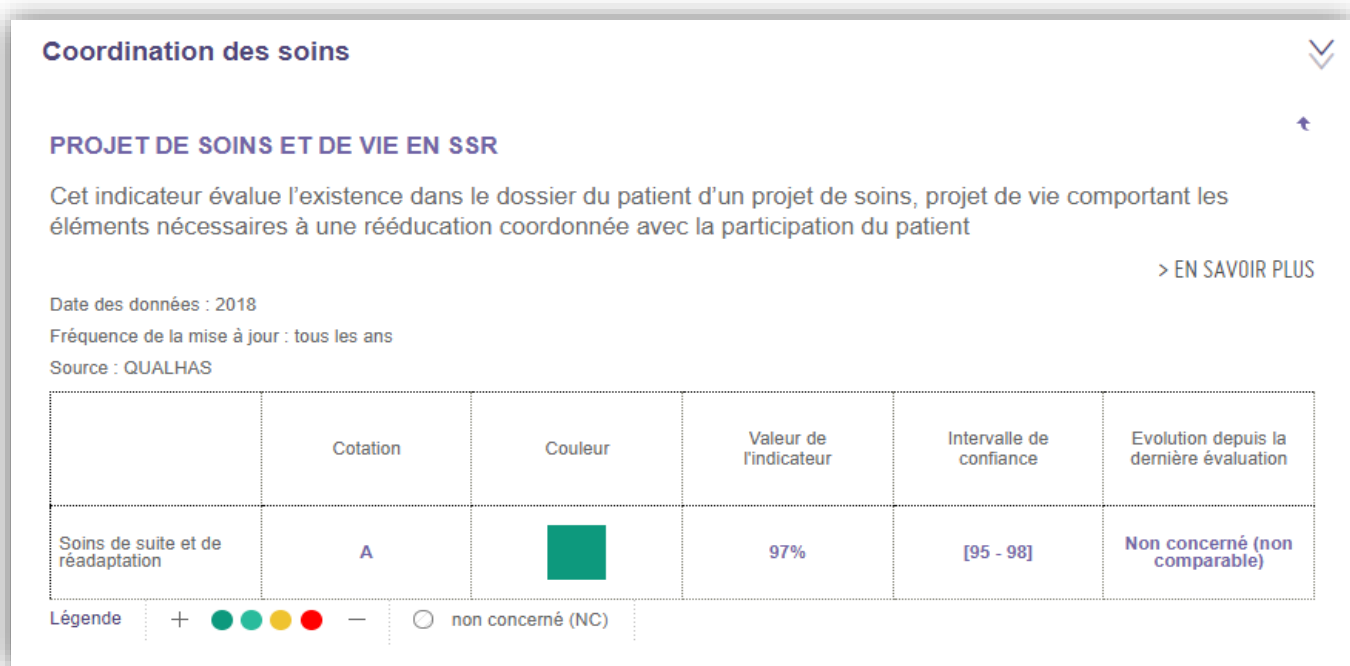 Coordination des soins
PROJET DE SOINS ET DE VIE EN SSR
Cet indicateur évalue l’existence dans le dossier du patient d’un projet de soins, projet de vie comportant les
éléments nécessaires à une rééducation coordonnée avec la participation du patient
> EN SAVOIR PLUS
Date des données : 2018
Fréquence de la mise à jour : tous les ans
Source : QUALHAS
Cotation
Couleur
Valeur de
l'indicateur
Intervalle de
confiance
Evolution depuis la
dernière évaluation
Soins de suite et de
réadaptation
A
97%
[95 - 98]
Non concerné (non
comparable)
Légende + − non concerné (NC)